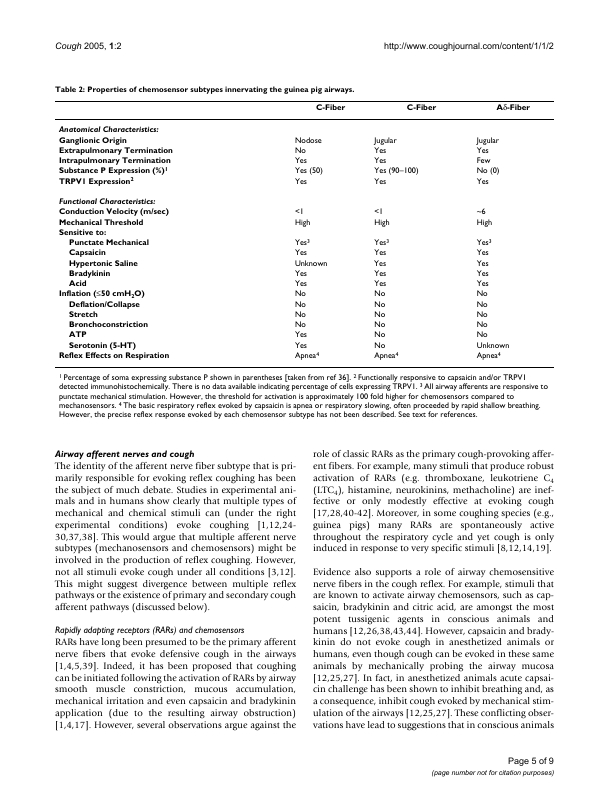 Cough 2005, 1:2
http://www.coughjournal.com/content/1/1/2
Table 2: Properties of chemosensor subtypes innervating the guinea pig airways.
C-Fiber C-Fiber Aδ-Fiber
Anatomical Characteristics:
Ganglionic Origin Nodose Jugular Jugular
Extrapulmonary Termination No Yes Yes
Intrapulmonary Termination Yes Yes Few
Substance P Expression (%)¹ Yes (50) Yes (90–100) No (0)
TRPV1 Expression² Yes Yes Yes
Functional Characteristics:
Conduction Velocity (m/sec) <1 <1 ~6
Mechanical Threshold High High High
Sensitive to:
Punctate Mechanical Yes³ Yes³ Yes³
Capsaicin Yes Yes Yes
Hypertonic Saline Unknown Yes Yes
Bradykinin Yes Yes Yes
Acid Yes Yes Yes
Inflation (≤50 cmH₂O) No No No
Deflation/Collapse No No No
Stretch No No No
Bronchoconstriction No No No
ATP Yes No No
Serotonin (5-HT) Yes No Unknown
Reflex Effects on Respiration Apnea⁴ Apnea⁴ Apnea⁴
¹ Percentage of soma expressing substance P shown in parentheses [taken from ref 36]. ² Functionally responsive to capsaicin and/or TRPV1
detected immunohistochemically. There is no data available indicating percentage of cells expressing TRPV1. ³ All airway afferents are responsive to
punctate mechanical stimulation. However, the threshold for activation is approximately 100 fold higher for chemosensors compared to
mechanosensors. ⁴ The basic respiratory reflex evoked by capsaicin is apnea or respiratory slowing, often proceeded by rapid shallow breathing.
However, the precise reflex response evoked by each chemosensor subtype has not been described. See text for references.
Airway afferent nerves and cough
The identity of the afferent nerve fiber subtype that is pri-
marily responsible for evoking reflex coughing has been
the subject of much debate. Studies in experimental ani-
mals and in humans show clearly that multiple types of
mechanical and chemical stimuli can (under the right
experimental conditions) evoke coughing [1,12,24-
30,37,38]. This would argue that multiple afferent nerve
subtypes (mechanosensors and chemosensors) might be
involved in the production of reflex coughing. However,
not all stimuli evoke cough under all conditions [3,12].
This might suggest divergence between multiple reflex
pathways or the existence of primary and secondary cough
afferent pathways (discussed below).
Rapidly adapting receptors (RARs) and chemosensors
RARs have long been presumed to be the primary afferent
nerve fibers that evoke defensive cough in the airways
[1,4,5,39]. Indeed, it has been proposed that coughing
can be initiated following the activation of RARs by airway
smooth muscle constriction, mucous accumulation,
mechanical irritation and even capsaicin and bradykinin
application (due to the resulting airway obstruction)
[1,4,17]. However, several observations argue against the
role of classic RARs as the primary cough-provoking affer-
ent fibers. For example, many stimuli that produce robust
activation of RARs (e.g. thromboxane, leukotriene C₄
(LTC₄), histamine, neurokinins, methacholine) are inef-
fective or only modestly effective at evoking cough
[17,28,40-42]. Moreover, in some coughing species (e.g.,
guinea pigs) many RARs are spontaneously active
throughout the respiratory cycle and yet cough is only
induced in response to very specific stimuli [8,12,14,19].
Evidence also supports a role of airway chemosensitive
nerve fibers in the cough reflex. For example, stimuli that
are known to activate airway chemosensors, such as cap-
saicin, bradykinin and citric acid, are amongst the most
potent tussigenic agents in conscious animals and
humans [12,26,38,43,44]. However, capsaicin and brady-
kinin do not evoke cough in anesthetized animals or
humans, even though cough can be evoked in these same
animals by mechanically probing the airway mucosa
[12,25,27]. In fact, in anesthetized animals acute capsai-
cin challenge has been shown to inhibit breathing and, as
a consequence, inhibit cough evoked by mechanical stim-
ulation of the airways [12,25,27]. These conflicting obser-
vations have lead to suggestions that in conscious animals
Page 5 of 9
(page number not for citation purposes)